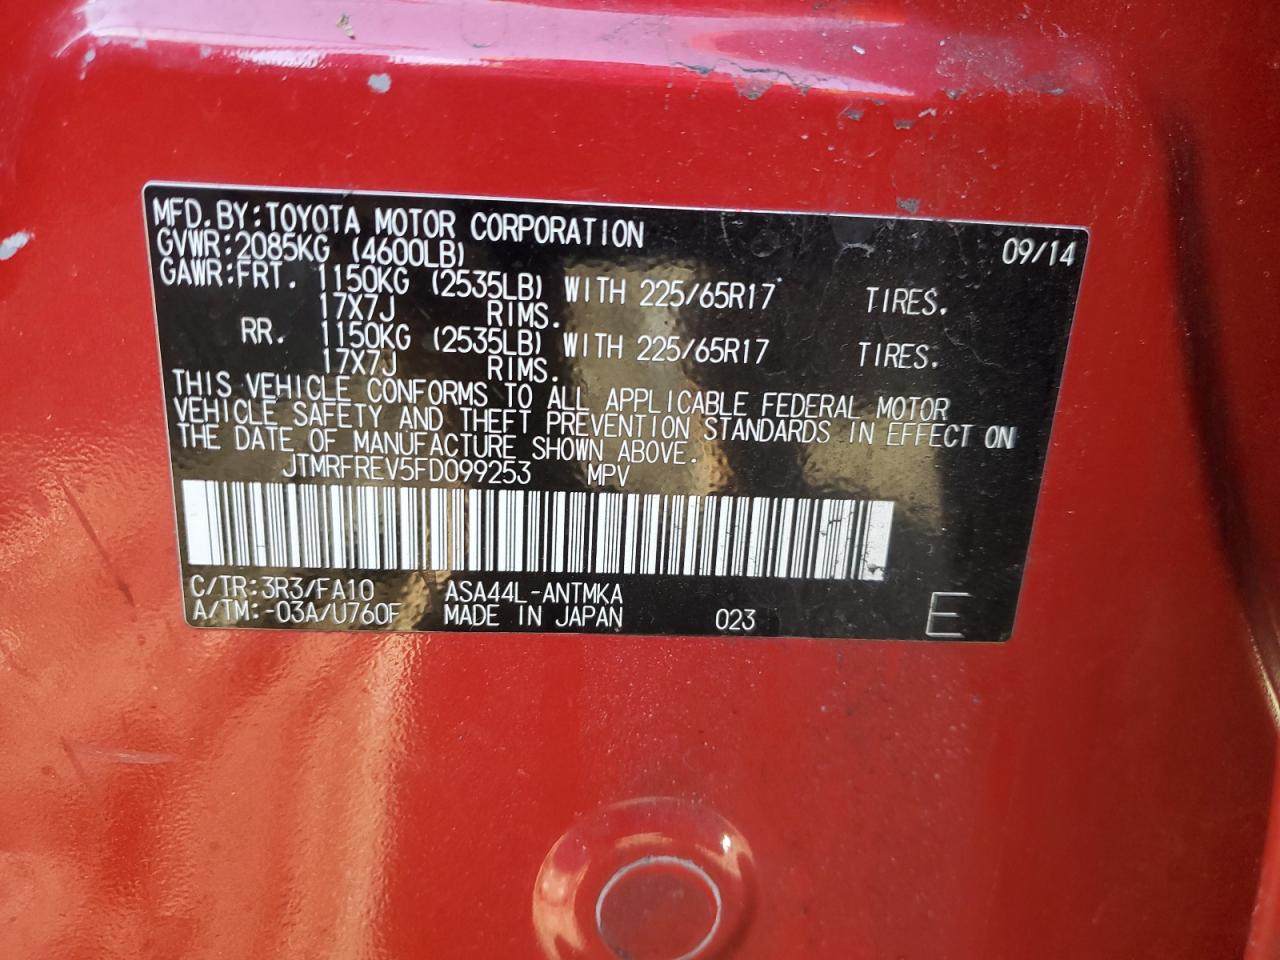 MFD.BY:TOYOTA MOTOR CORPORATION 09/14
GVWR:2085KG (4600LB)
GAWR:FRT. 1150KG (2535LB) WITH 225/65R17 TIRES.
17X7J RIMS.
RR. 1150KG (2535LB) WITH 225/65R17 TIRES.
17X7J RIMS.
THIS VEHICLE CONFORMS TO ALL APPLICABLE FEDERAL MOTOR
VEHICLE SAFETY AND THEFT PREVENTION STANDARDS IN EFFECT ON
THE DATE OF MANUFACTURE SHOWN ABOVE.
JTMRFREV5FD099253 MPV
C/TR:3R3/FA10 ASA44L-ANTMKA
A/TM:-03A/U760F MADE IN JAPAN 023 E